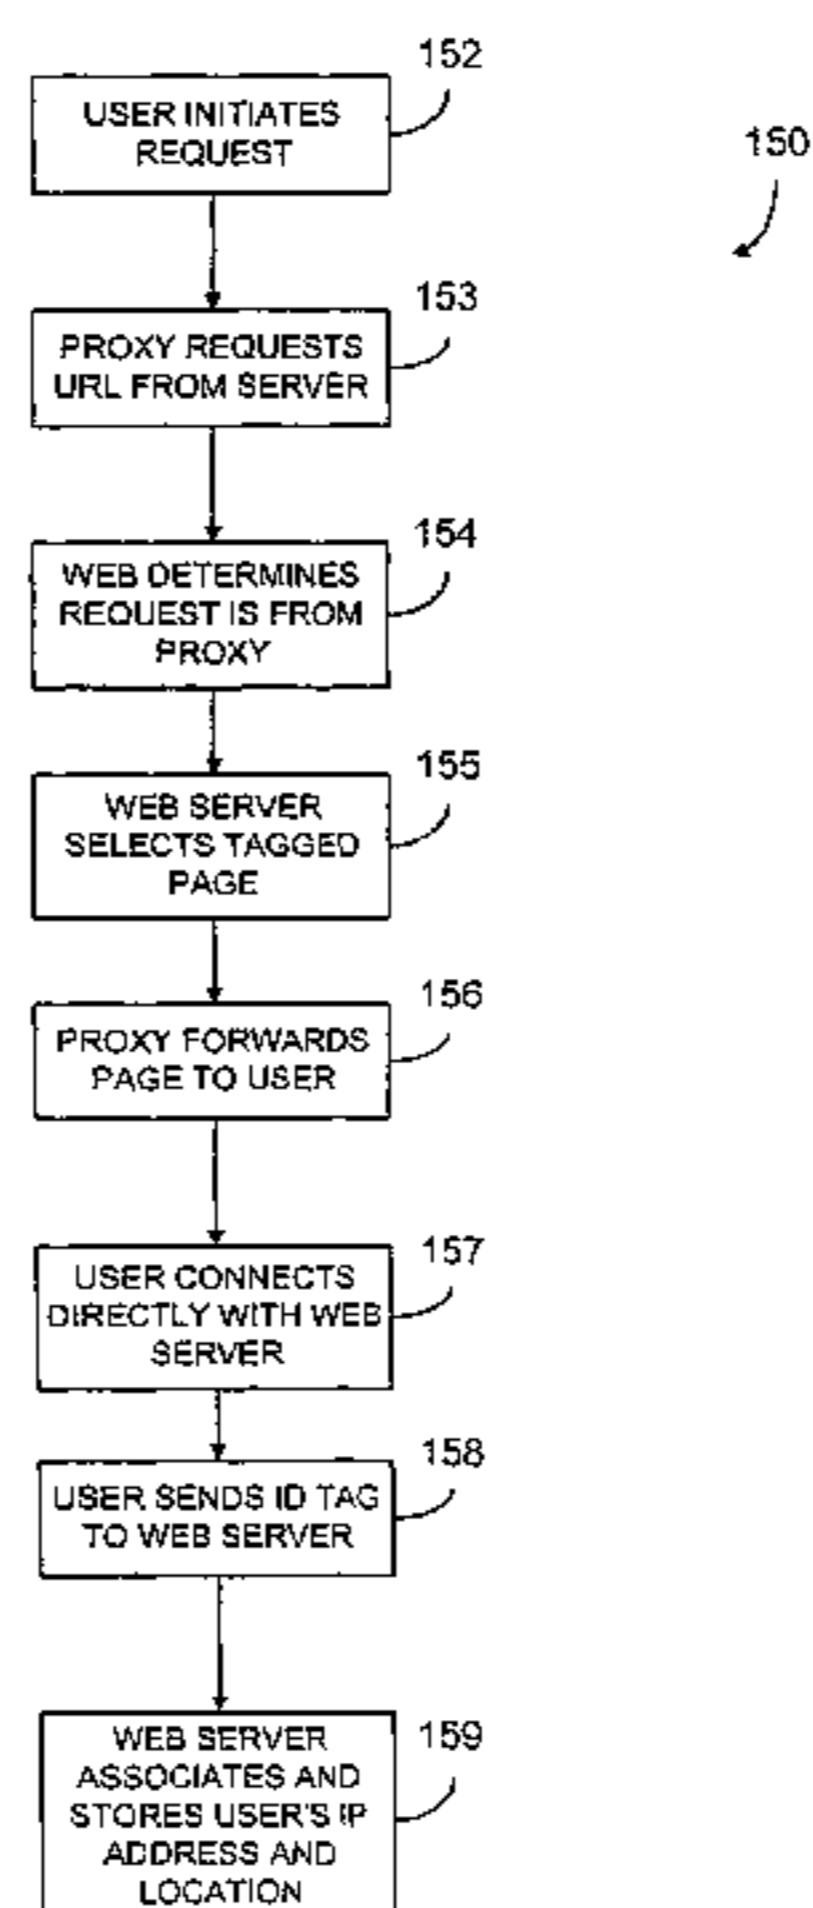 152
USER INITIATES
REQUEST
150
153
PROXY REQUESTS
URL FROM SERVER
154
WEB DETERMINES
REQUEST IS FROM
PROXY
155
WEB SERVER
SELECTS TAGGED
PAGE
156
PROXY FORWARDS
PAGE TO USER
157
USER CONNECTS
DIRECTLY WITH WEB
SERVER
158
USER SENDS ID TAG
TO WEB SERVER
159
WEB SERVER
ASSOCIATES AND
STORES USER'S IP
ADDRESS AND
LOCATION